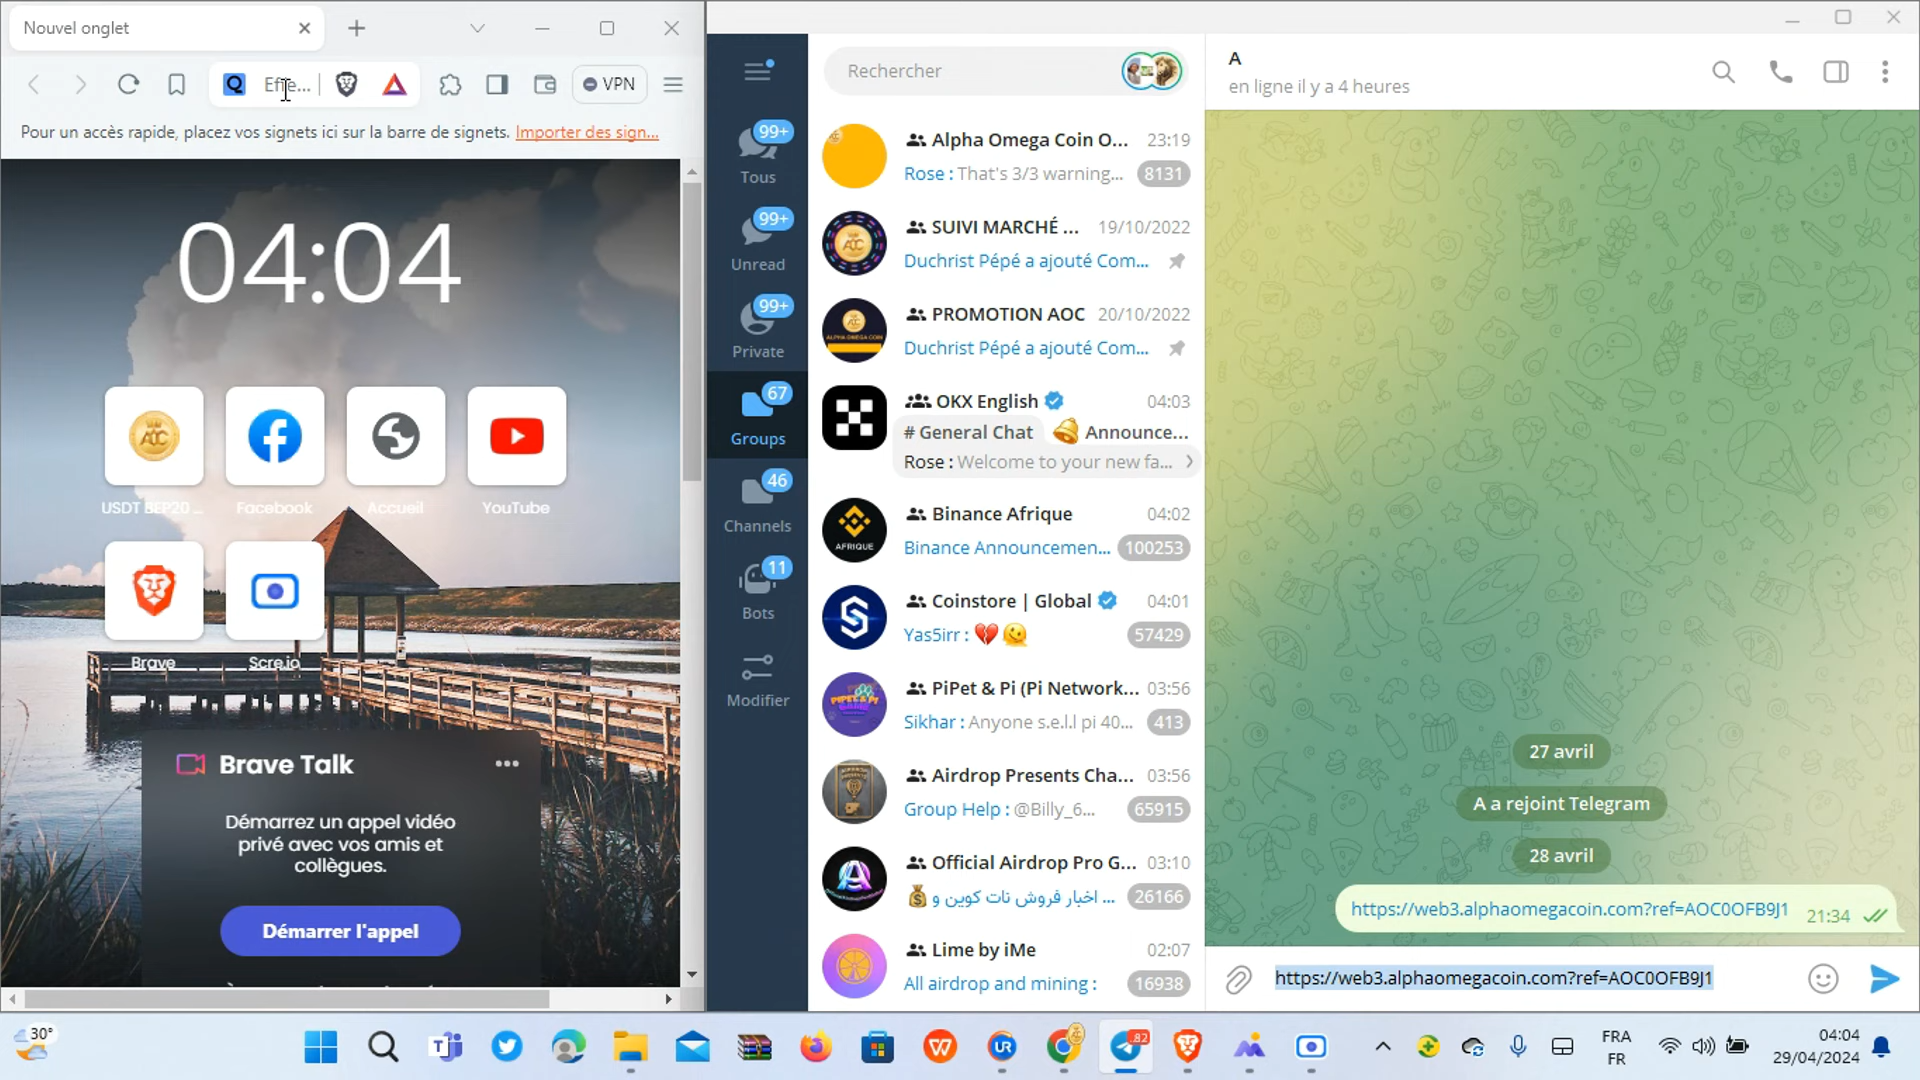 Nouvel onglet
Effe...
VPN
Pour un accès rapide, placez vos signets ici sur la barre de signets. Importer des sign...
04:04
USDT BEP20 ...
Facebook
Accueil
YouTube
Brave
Scre.io
Brave Talk
Démarrez un appel vidéo
privé avec vos amis et
collègues.
Démarrer l'appel
99+
Tous
99+
Unread
99+
Private
67
Groups
46
Channels
11
Bots
Modifier
Rechercher
Alpha Omega Coin O... 23:19
Rose : That's 3/3 warning... 8131
SUIVI MARCHÉ ... 19/10/2022
Duchrist Pépé a ajouté Com...
PROMOTION AOC 20/10/2022
Duchrist Pépé a ajouté Com...
OKX English 04:03
# General Chat 🔔 Announce...
Rose : Welcome to your new fa...
AFRIQUE
Binance Afrique 04:02
Binance Announcemen... 100253
Coinstore | Global 04:01
Yas5irr : 💔 🫠 57429
PiPet & Pi (Pi Network... 03:56
Sikhar : Anyone s.e.l.l pi 40... 413
Airdrop Presents Cha... 03:56
Group Help : @Billy_6... 65915
Official Airdrop Pro G... 03:10
💰 اخبار فروش نات کوین و ... 26166
Lime by iMe 02:07
All airdrop and mining : 16938
A
en ligne il y a 4 heures
27 avril
A a rejoint Telegram
28 avril
https://web3.alphaomegacoin.com?ref=AOC0OFB9J1 21:34
https://web3.alphaomegacoin.com?ref=AOC0OFB9J1
30°
82
FRA
FR
04:04
29/04/2024